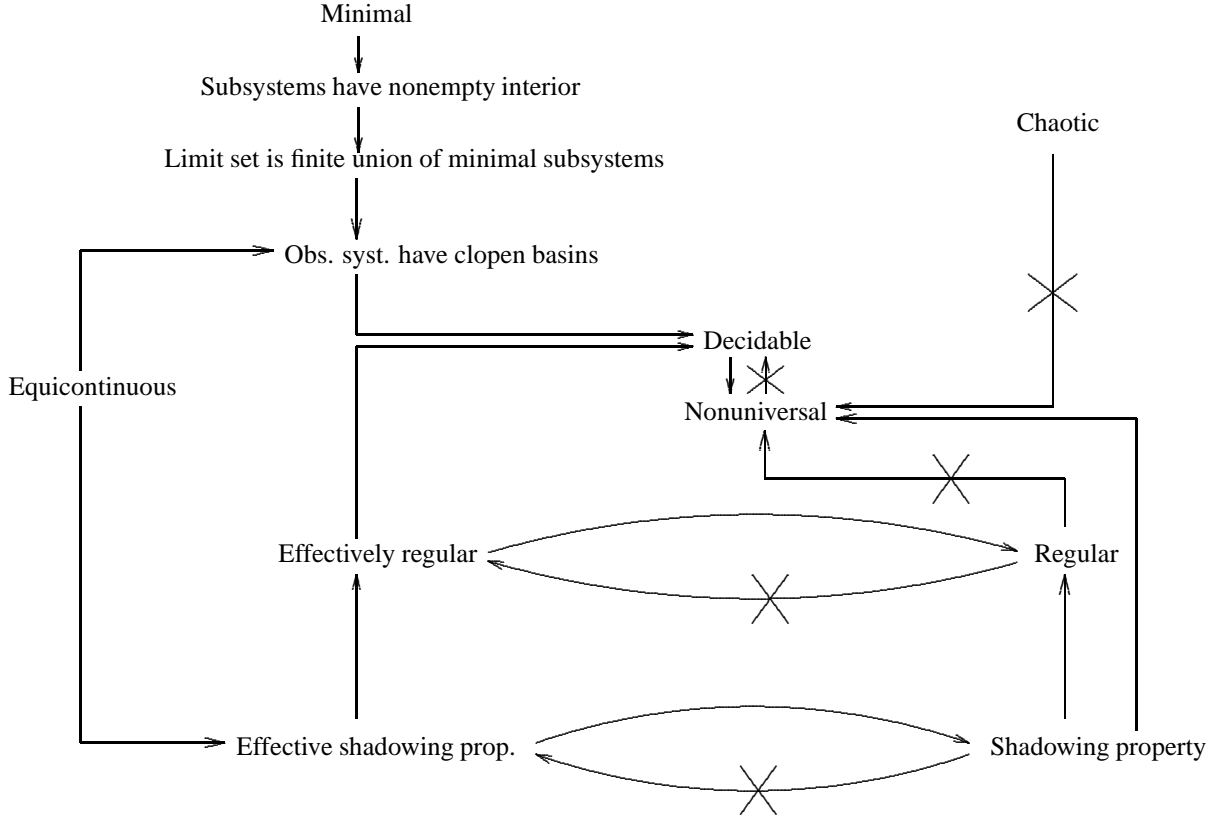 Minimal
Subsystems have nonempty interior
Chaotic
Limit set is finite union of minimal subsystems
Obs. syst. have clopen basins
Decidable
Equicontinuous
Nonuniversal
Effectively regular
Regular
Effective shadowing prop.
Shadowing property